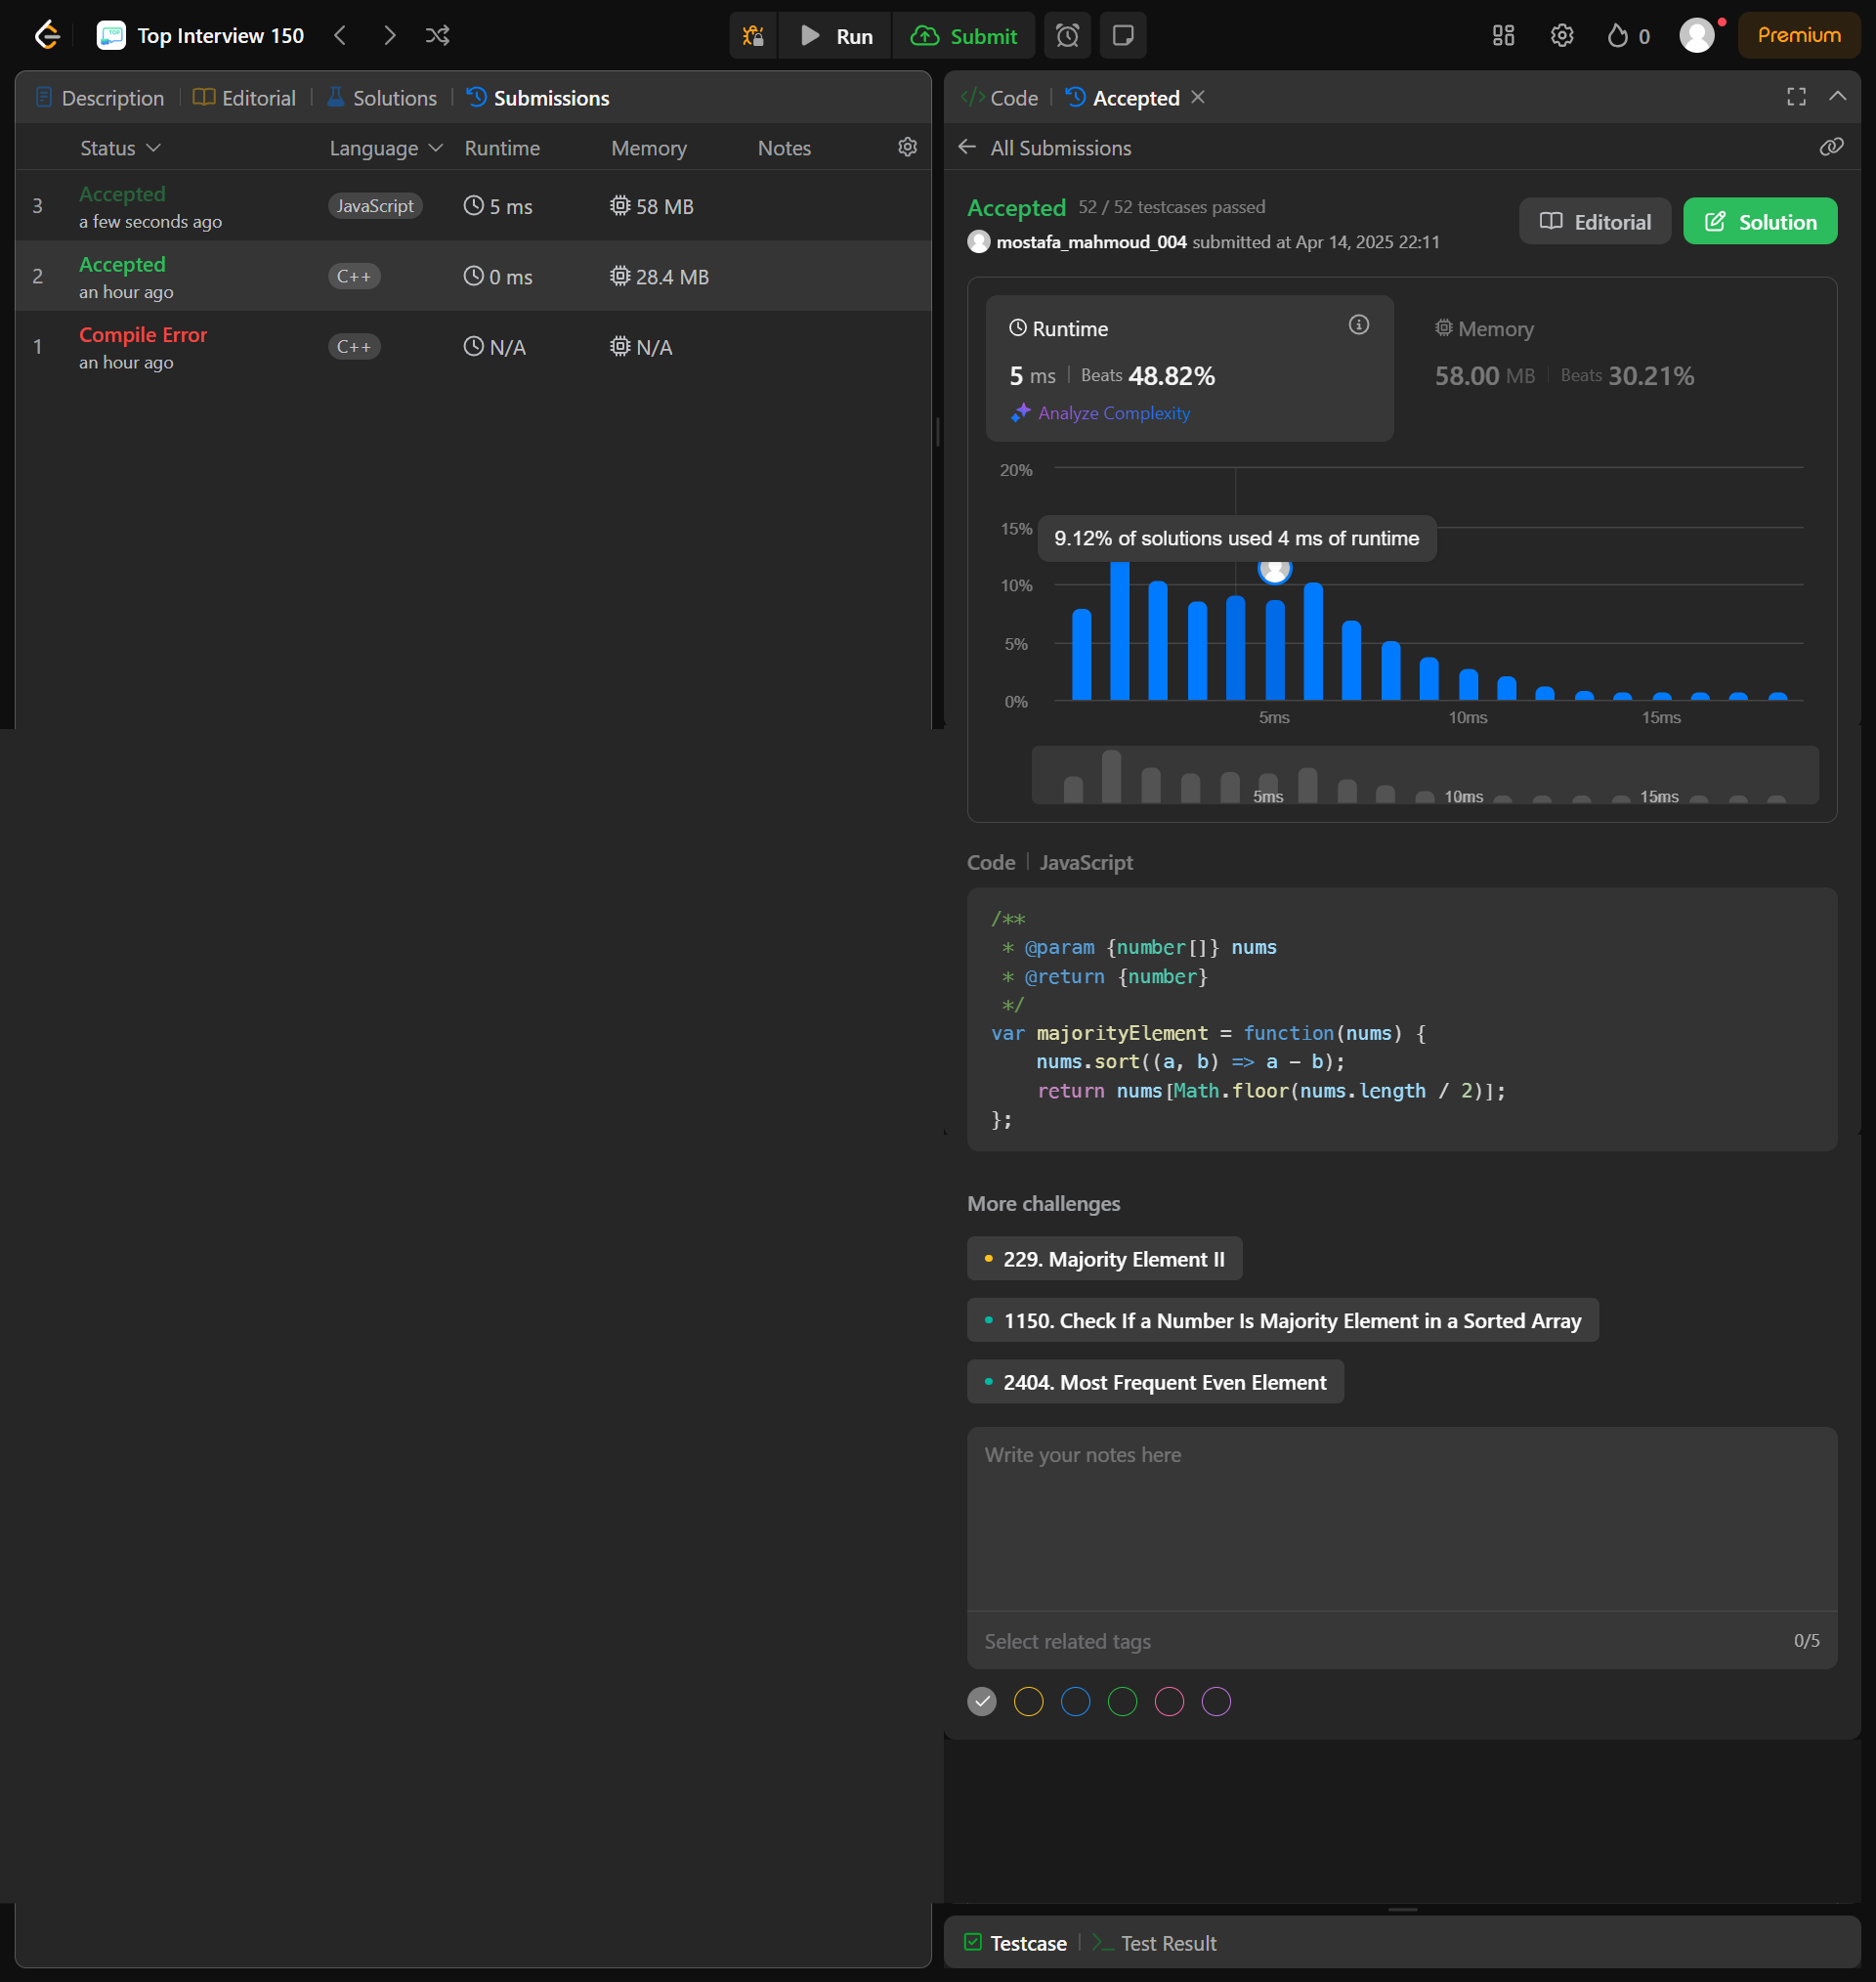 Top Interview 150
Run
Submit
0
Premium
Description
Editorial
Solutions
Submissions
Status
Language
Runtime
Memory
Notes
3
Accepted
a few seconds ago
JavaScript
5 ms
58 MB
2
Accepted
an hour ago
C++
0 ms
28.4 MB
1
Compile Error
an hour ago
C++
N/A
N/A
Code
Accepted
All Submissions
Accepted 52 / 52 testcases passed
mostafa_mahmoud_004 submitted at Apr 14, 2025 22:11
Editorial
Solution
Runtime
5 ms Beats 48.82%
Analyze Complexity
Memory
58.00 MB Beats 30.21%
20%
15%
9.12% of solutions used 4 ms of runtime
10%
5%
0%
5ms 10ms 15ms
5ms 10ms 15ms
Code
JavaScript
/**
 * @param {number[]} nums
 * @return {number}
 */
var majorityElement = function(nums) {
    nums.sort((a, b) => a - b);
    return nums[Math.floor(nums.length / 2)];
};
More challenges
229. Majority Element II
1150. Check If a Number Is Majority Element in a Sorted Array
2404. Most Frequent Even Element
Write your notes here
Select related tags
0/5
Testcase
Test Result